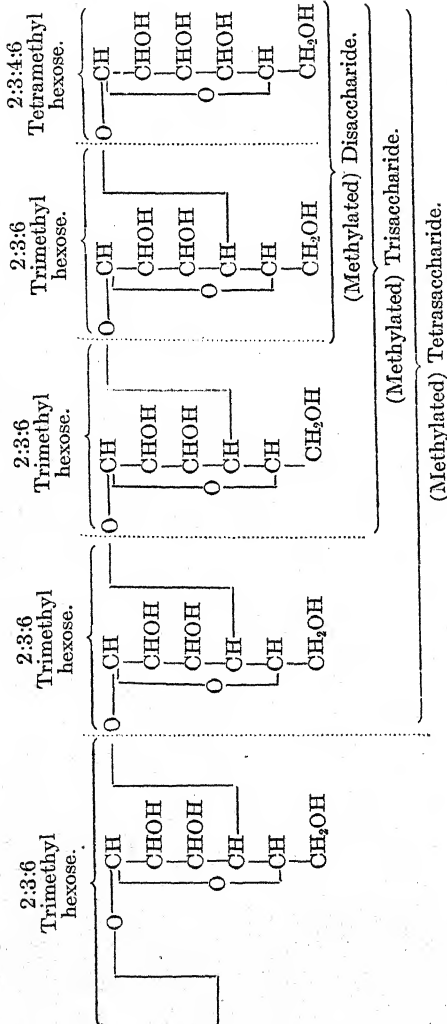 2:3:6
Trimethyl
hexose.
O
CH
CHOH
CHOH
O
CH
CH
CH₂OH
2:3:6
Trimethyl
hexose.
O
CH
CHOH
CHOH
O
CH
CH
CH₂OH
2:3:6
Trimethyl
hexose.
O
CH
CHOH
CHOH
O
CH
CH
CH₂OH
2:3:6
Trimethyl
hexose.
O
CH
CHOH
CHOH
O
CH
CH
CH₂OH
2:3:4:6
Tetramethyl
hexose.
O
CH
CHOH
CHOH
O
CHOH
CH
CH₂OH
(Methylated) Disaccharide.
(Methylated) Trisaccharide.
(Methylated) Tetrasaccharide.